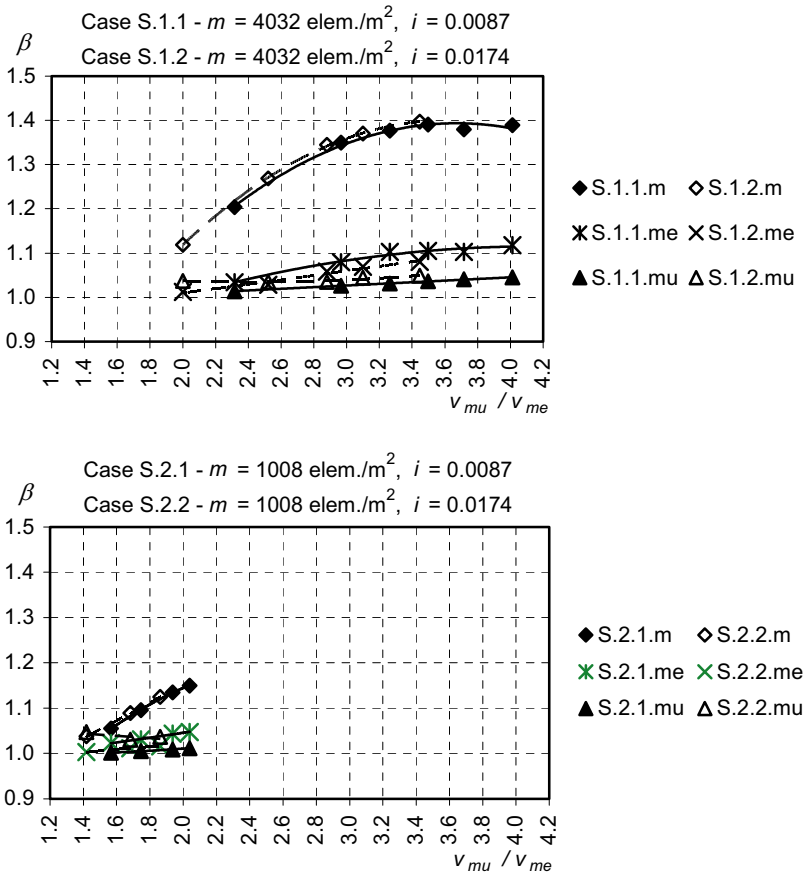 Case S.1.1 - m = 4032 elem./m², i = 0.0087
β
Case S.1.2 - m = 4032 elem./m², i = 0.0174
1.5
1.4
1.3
1.2
1.1
1.0
0.9
1.2 1.4 1.6 1.8 2.0 2.2 2.4 2.6 2.8 3.0 3.2 3.4 3.6 3.8 4.0 4.2
v mu / v me
S.1.1.m S.1.2.m
S.1.1.me S.1.2.me
S.1.1.mu S.1.2.mu
Case S.2.1 - m = 1008 elem./m², i = 0.0087
β
Case S.2.2 - m = 1008 elem./m², i = 0.0174
1.5
1.4
1.3
1.2
1.1
1.0
0.9
1.2 1.4 1.6 1.8 2.0 2.2 2.4 2.6 2.8 3.0 3.2 3.4 3.6 3.8 4.0 4.2
v mu / v me
S.2.1.m S.2.2.m
S.2.1.me S.2.2.me
S.2.1.mu S.2.2.mu